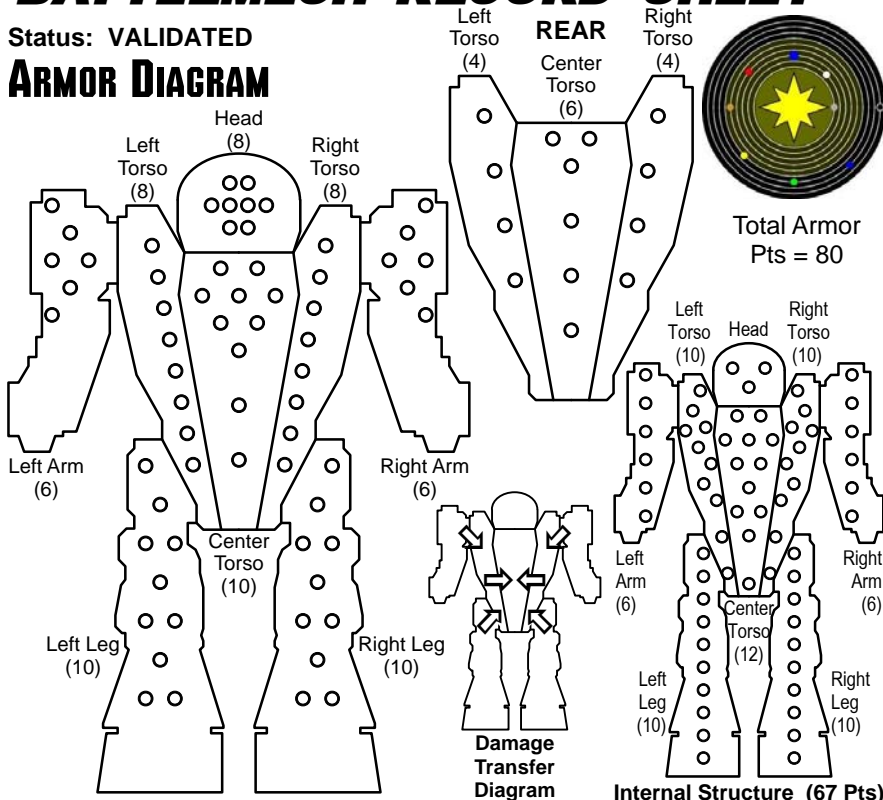 BATTLEMECH RECORD SHEET
Status: VALIDATED
ARMOR DIAGRAM
Head
(8)
Left
Torso
(8)
Right
Torso
(8)
Left Arm
(6)
Right Arm
(6)
Center
Torso
(10)
Left Leg
(10)
Right Leg
(10)
Left
Torso
(4)
REAR
Center
Torso
(6)
Right
Torso
(4)
Total Armor
Pts = 80
Left
Torso
(10)
Head
Right
Torso
(10)
Left
Arm
(6)
Right
Arm
(6)
Center
Torso
(12)
Left
Leg
(10)
Right
Leg
(10)
Damage
Transfer
Diagram
Internal Structure (67 Pts)